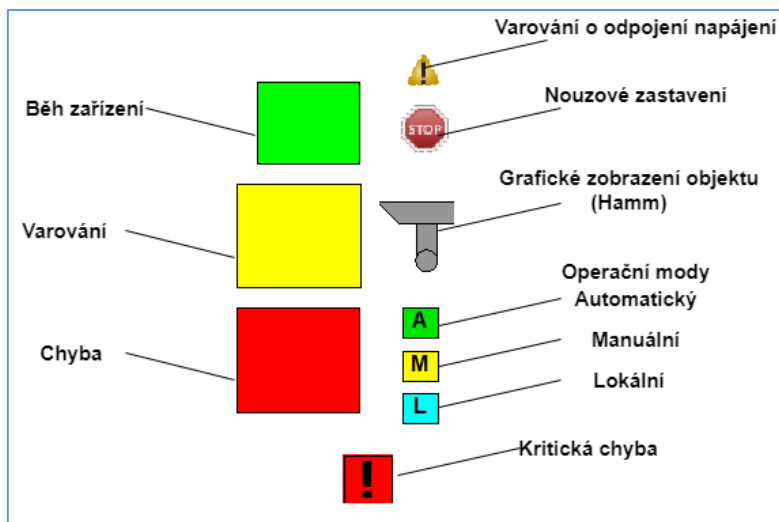 Varování o odpojení napájení
Běh zařízení
STOP
Nouzové zastavení
Varování
Grafické zobrazení objektu
(Hamm)
Operační mody
Automatický
A
Chyba
M
Manuální
L
Lokální
!
Kritická chyba